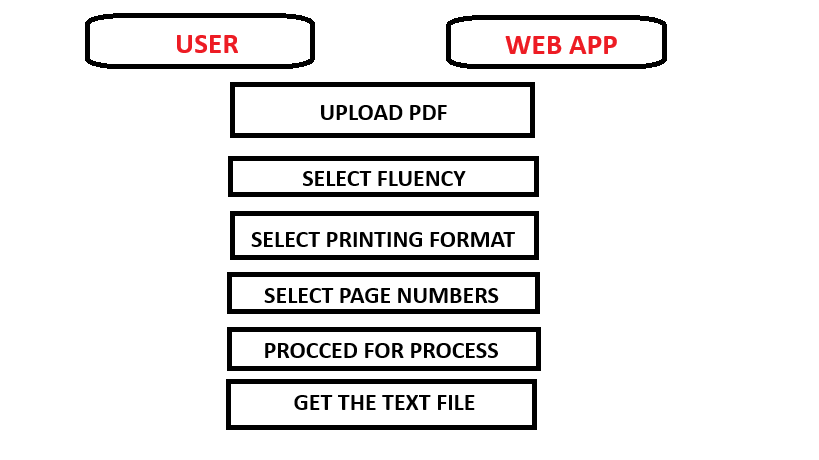 USER
WEB APP
UPLOAD PDF
SELECT FLUENCY
SELECT PRINTING FORMAT
SELECT PAGE NUMBERS
PROCCED FOR PROCESS
GET THE TEXT FILE